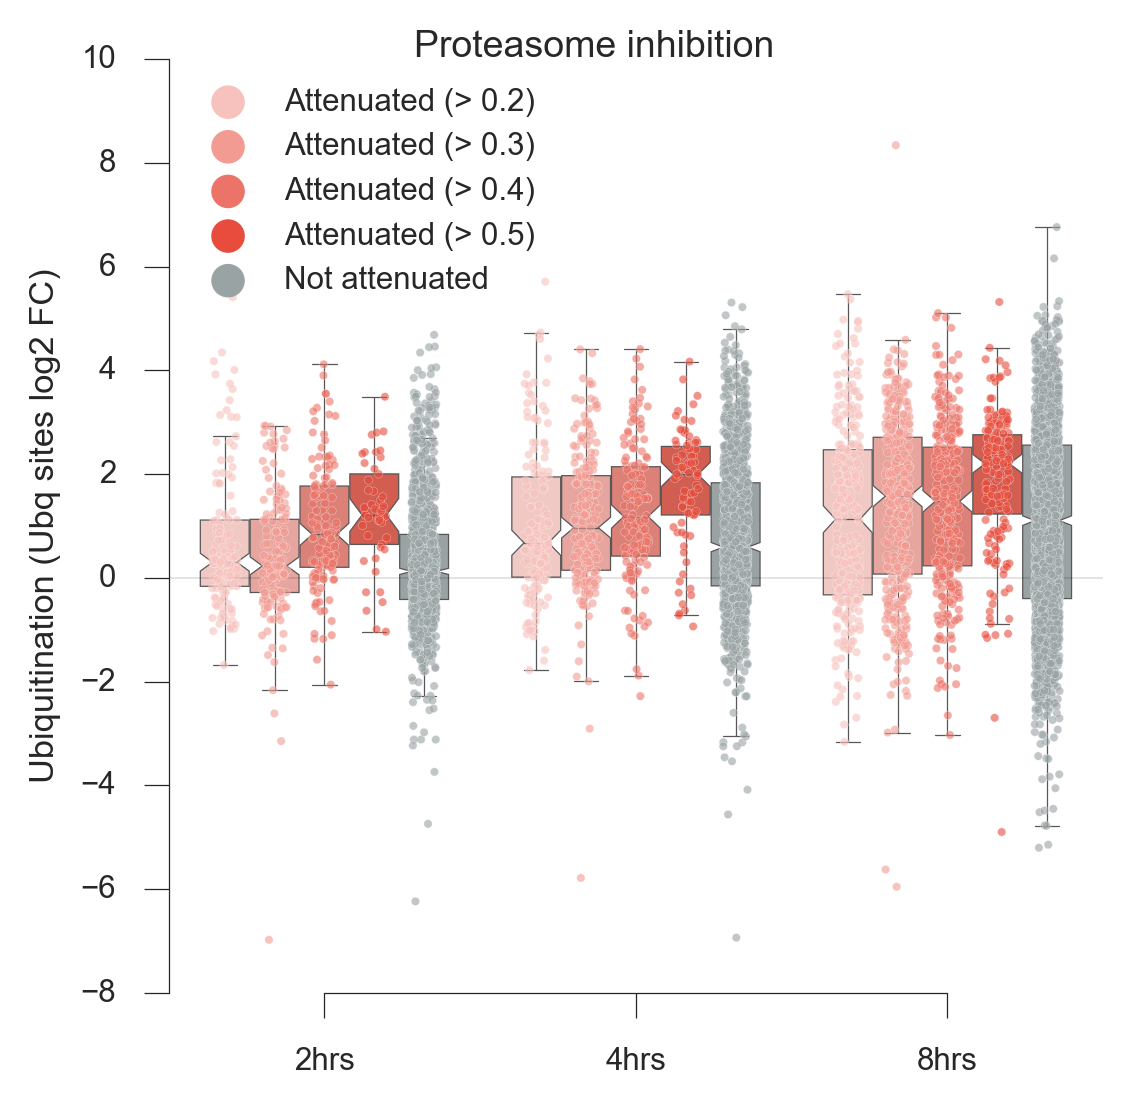 Proteasome inhibition
10
8
6
4
2
0
−2
−4
−6
−8
Ubiquitination (Ubq sites log2 FC)
Attenuated (> 0.2)
Attenuated (> 0.3)
Attenuated (> 0.4)
Attenuated (> 0.5)
Not attenuated
2hrs
4hrs
8hrs